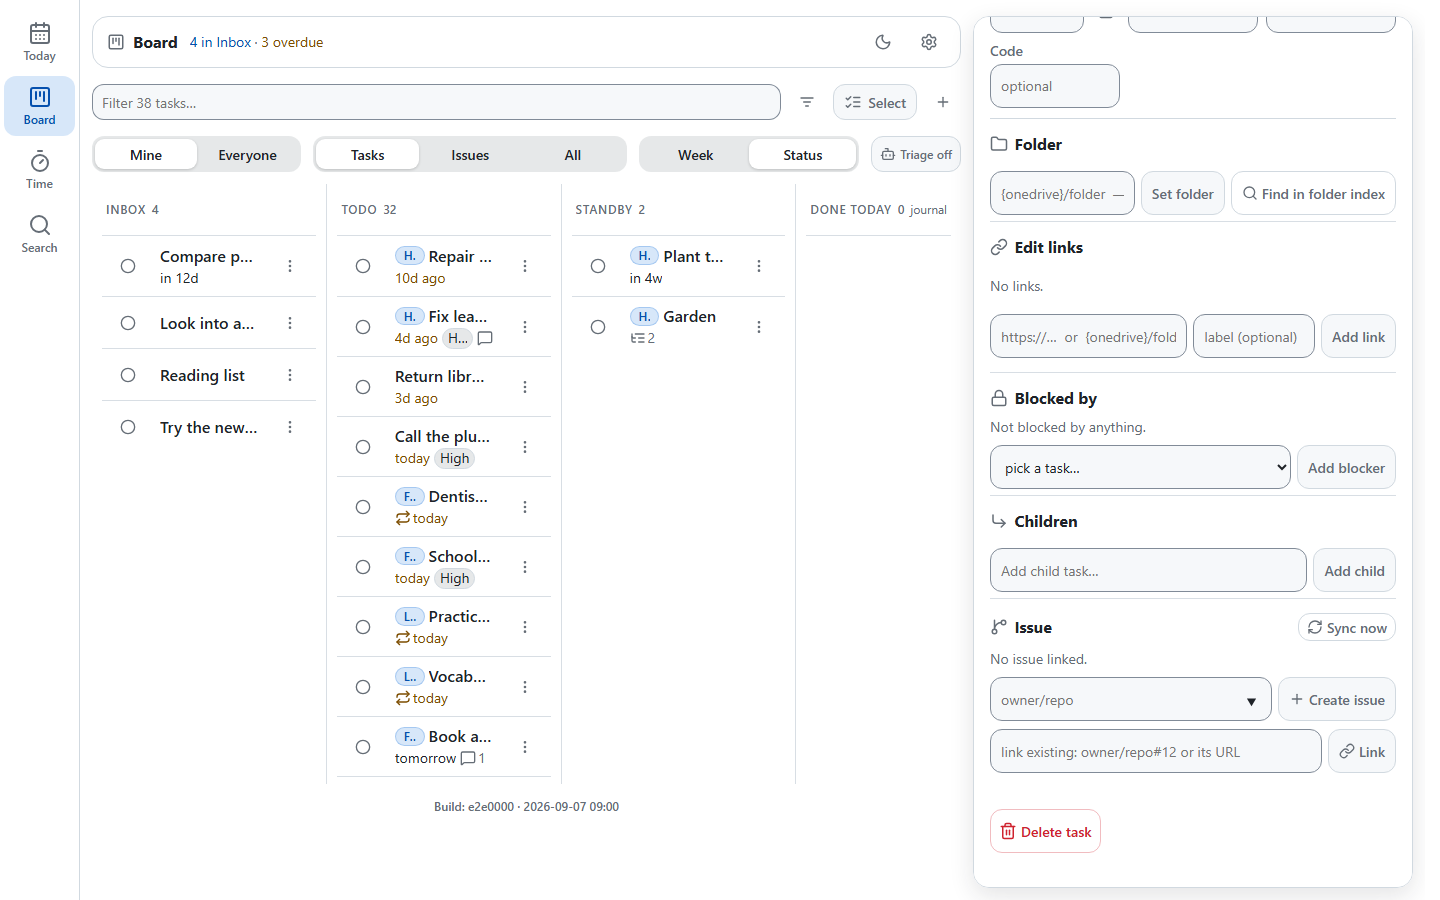 Today
Board
Time
Search
Board 4 in Inbox · 3 overdue
Filter 38 tasks...
Select
Mine Everyone
Tasks Issues All
Week Status
Triage off
INBOX 4
Compare p...
in 12d
Look into a...
Reading list
Try the new...
TODO 32
H. Repair ...
10d ago
H. Fix lea...
4d ago H...
Return libr...
3d ago
Call the plu...
today High
F.. Dentis...
today
F.. School...
today High
L.. Practic...
today
L.. Vocab...
today
F.. Book a...
tomorrow 1
STANDBY 2
H. Plant t...
in 4w
H. Garden
2
DONE TODAY 0 journal
Build: e2e0000 · 2026-09-07 09:00
Code
optional
Folder
{onedrive}/folder —
Set folder
Find in folder index
Edit links
No links.
https://... or {onedrive}/fold
label (optional)
Add link
Blocked by
Not blocked by anything.
pick a task...
Add blocker
Children
Add child task...
Add child
Issue
Sync now
No issue linked.
owner/repo
Create issue
link existing: owner/repo#12 or its URL
Link
Delete task